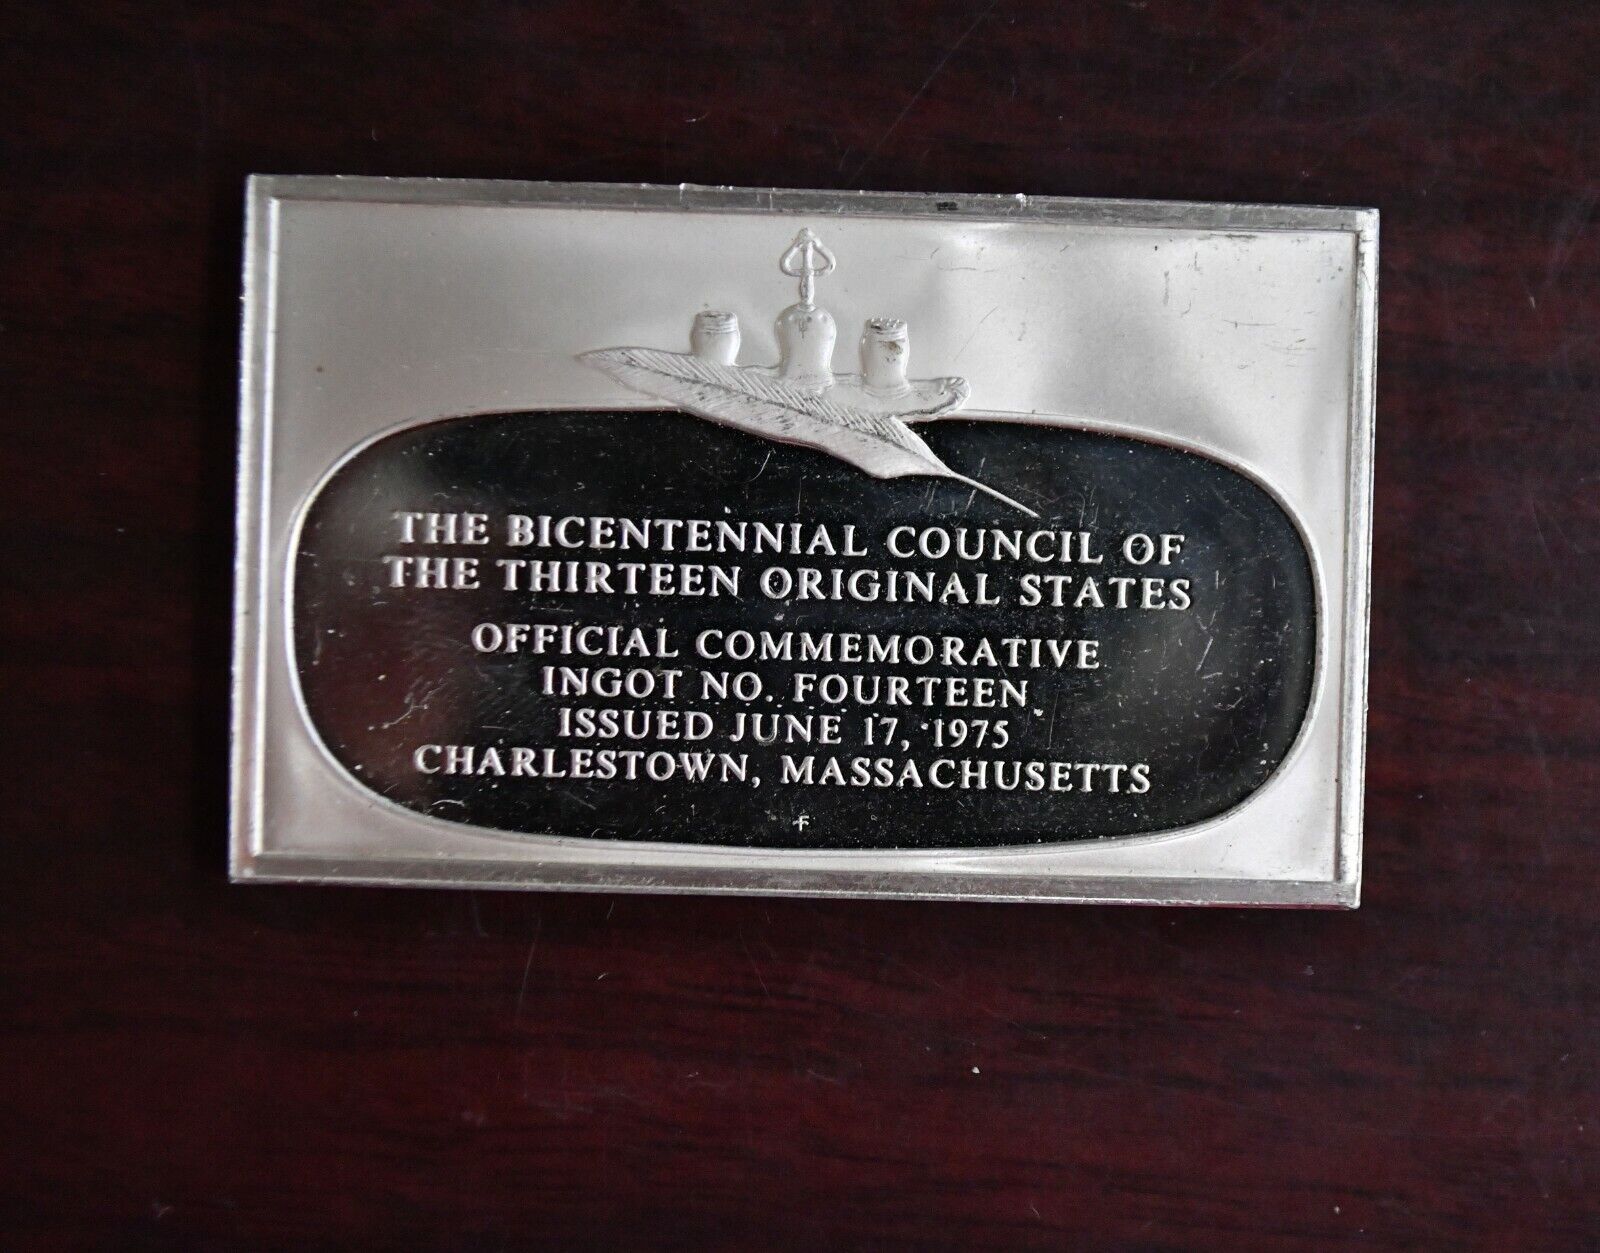 THE BICENTENNIAL COUNCIL OF
THE THIRTEEN ORIGINAL STATES
OFFICIAL COMMEMORATIVE
INGOT NO. FOURTEEN
ISSUED JUNE 17, 1975
CHARLESTOWN, MASSACHUSETTS
F